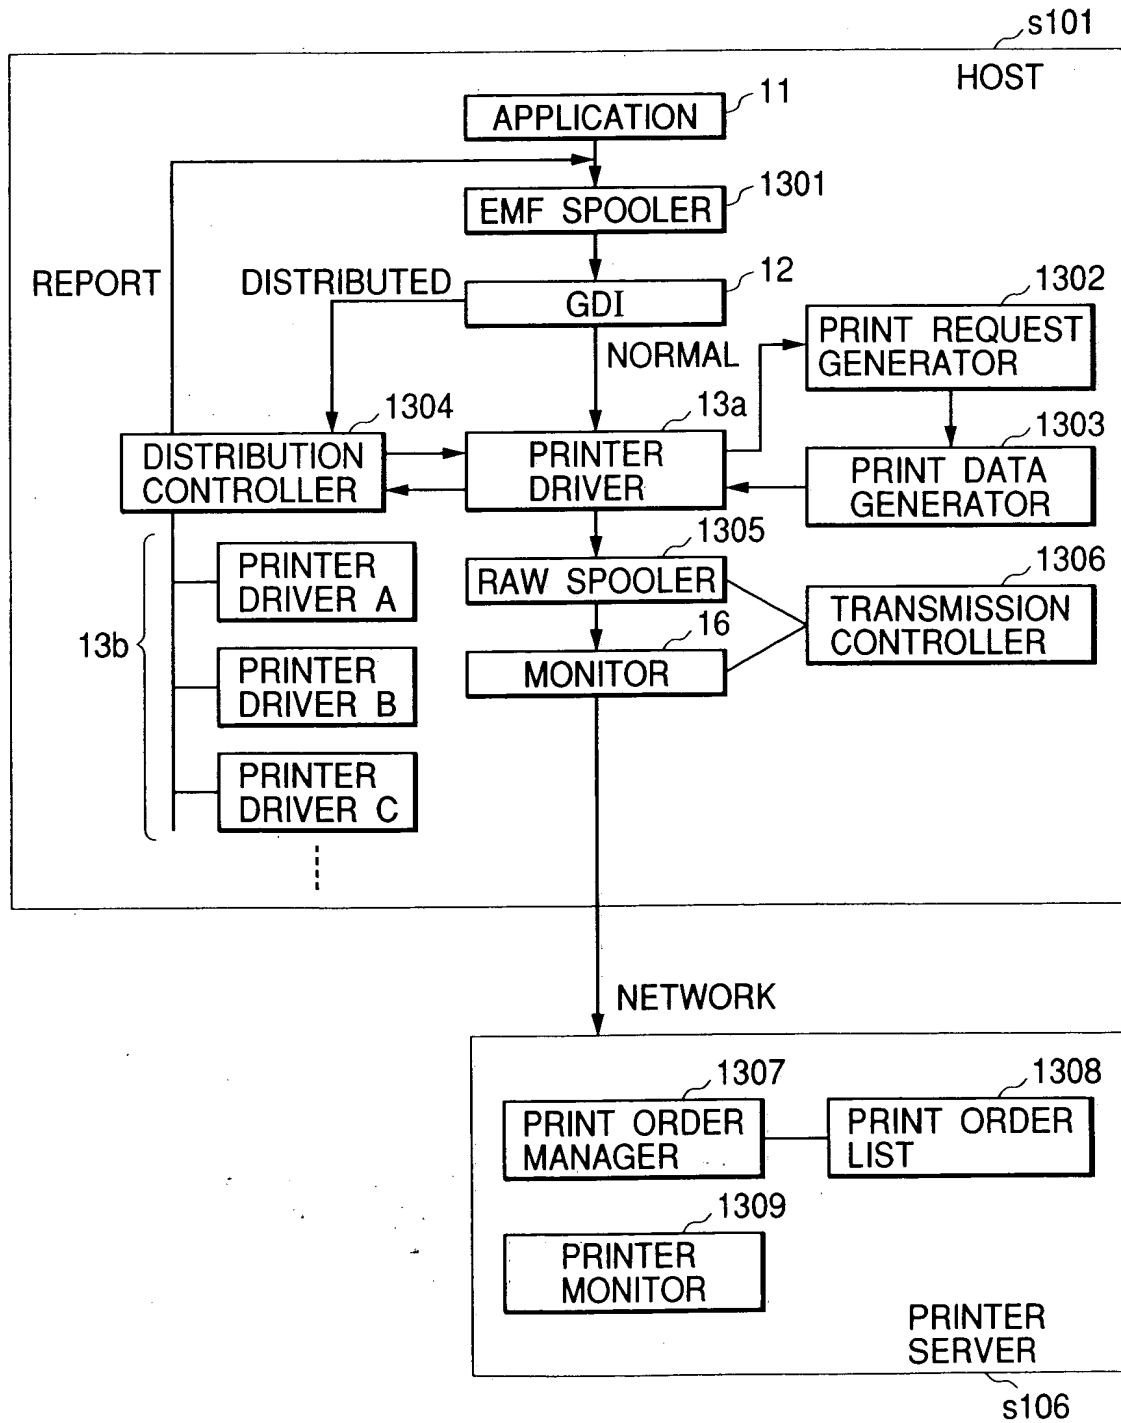 s101
HOST
11
APPLICATION
1301
EMF SPOOLER
REPORT
DISTRIBUTED
12
GDI
NORMAL
1302
PRINT REQUEST
GENERATOR
1304
DISTRIBUTION
CONTROLLER
13a
PRINTER
DRIVER
1303
PRINT DATA
GENERATOR
1305
RAW SPOOLER
1306
TRANSMISSION
CONTROLLER
13b
PRINTER
DRIVER A
16
MONITOR
PRINTER
DRIVER B
PRINTER
DRIVER C
NETWORK
1307
PRINT ORDER
MANAGER
1308
PRINT ORDER
LIST
1309
PRINTER
MONITOR
PRINTER
SERVER
s106